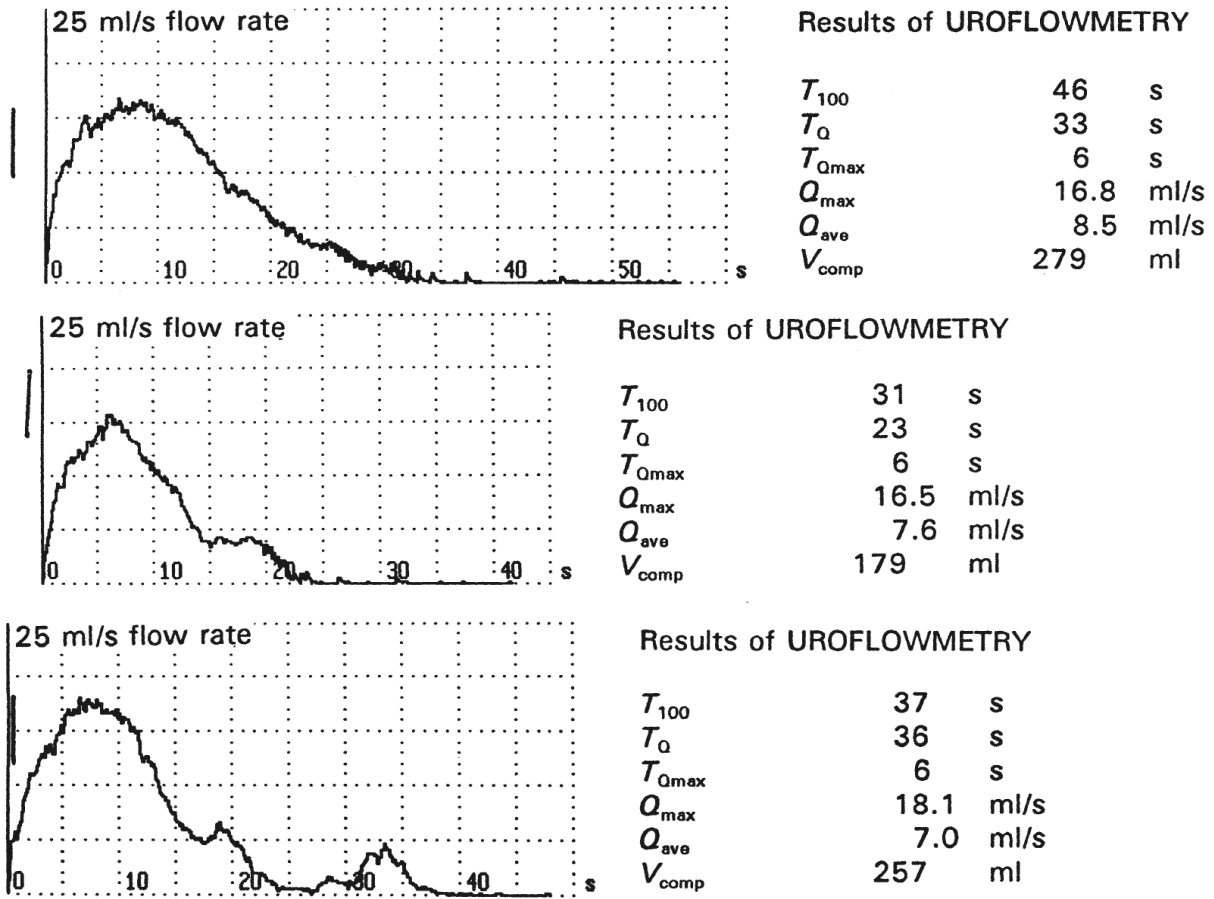 25 ml/s flow rate
0 10 20 30 40 50 s
Results of UROFLOWMETRY
T100 46 s
TQ 33 s
TQmax 6 s
Qmax 16.8 ml/s
Qave 8.5 ml/s
Vcomp 279 ml
25 ml/s flow rate
0 10 20 30 40 s
Results of UROFLOWMETRY
T100 31 s
TQ 23 s
TQmax 6 s
Qmax 16.5 ml/s
Qave 7.6 ml/s
Vcomp 179 ml
25 ml/s flow rate
0 10 20 30 40 s
Results of UROFLOWMETRY
T100 37 s
TQ 36 s
TQmax 6 s
Qmax 18.1 ml/s
Qave 7.0 ml/s
Vcomp 257 ml